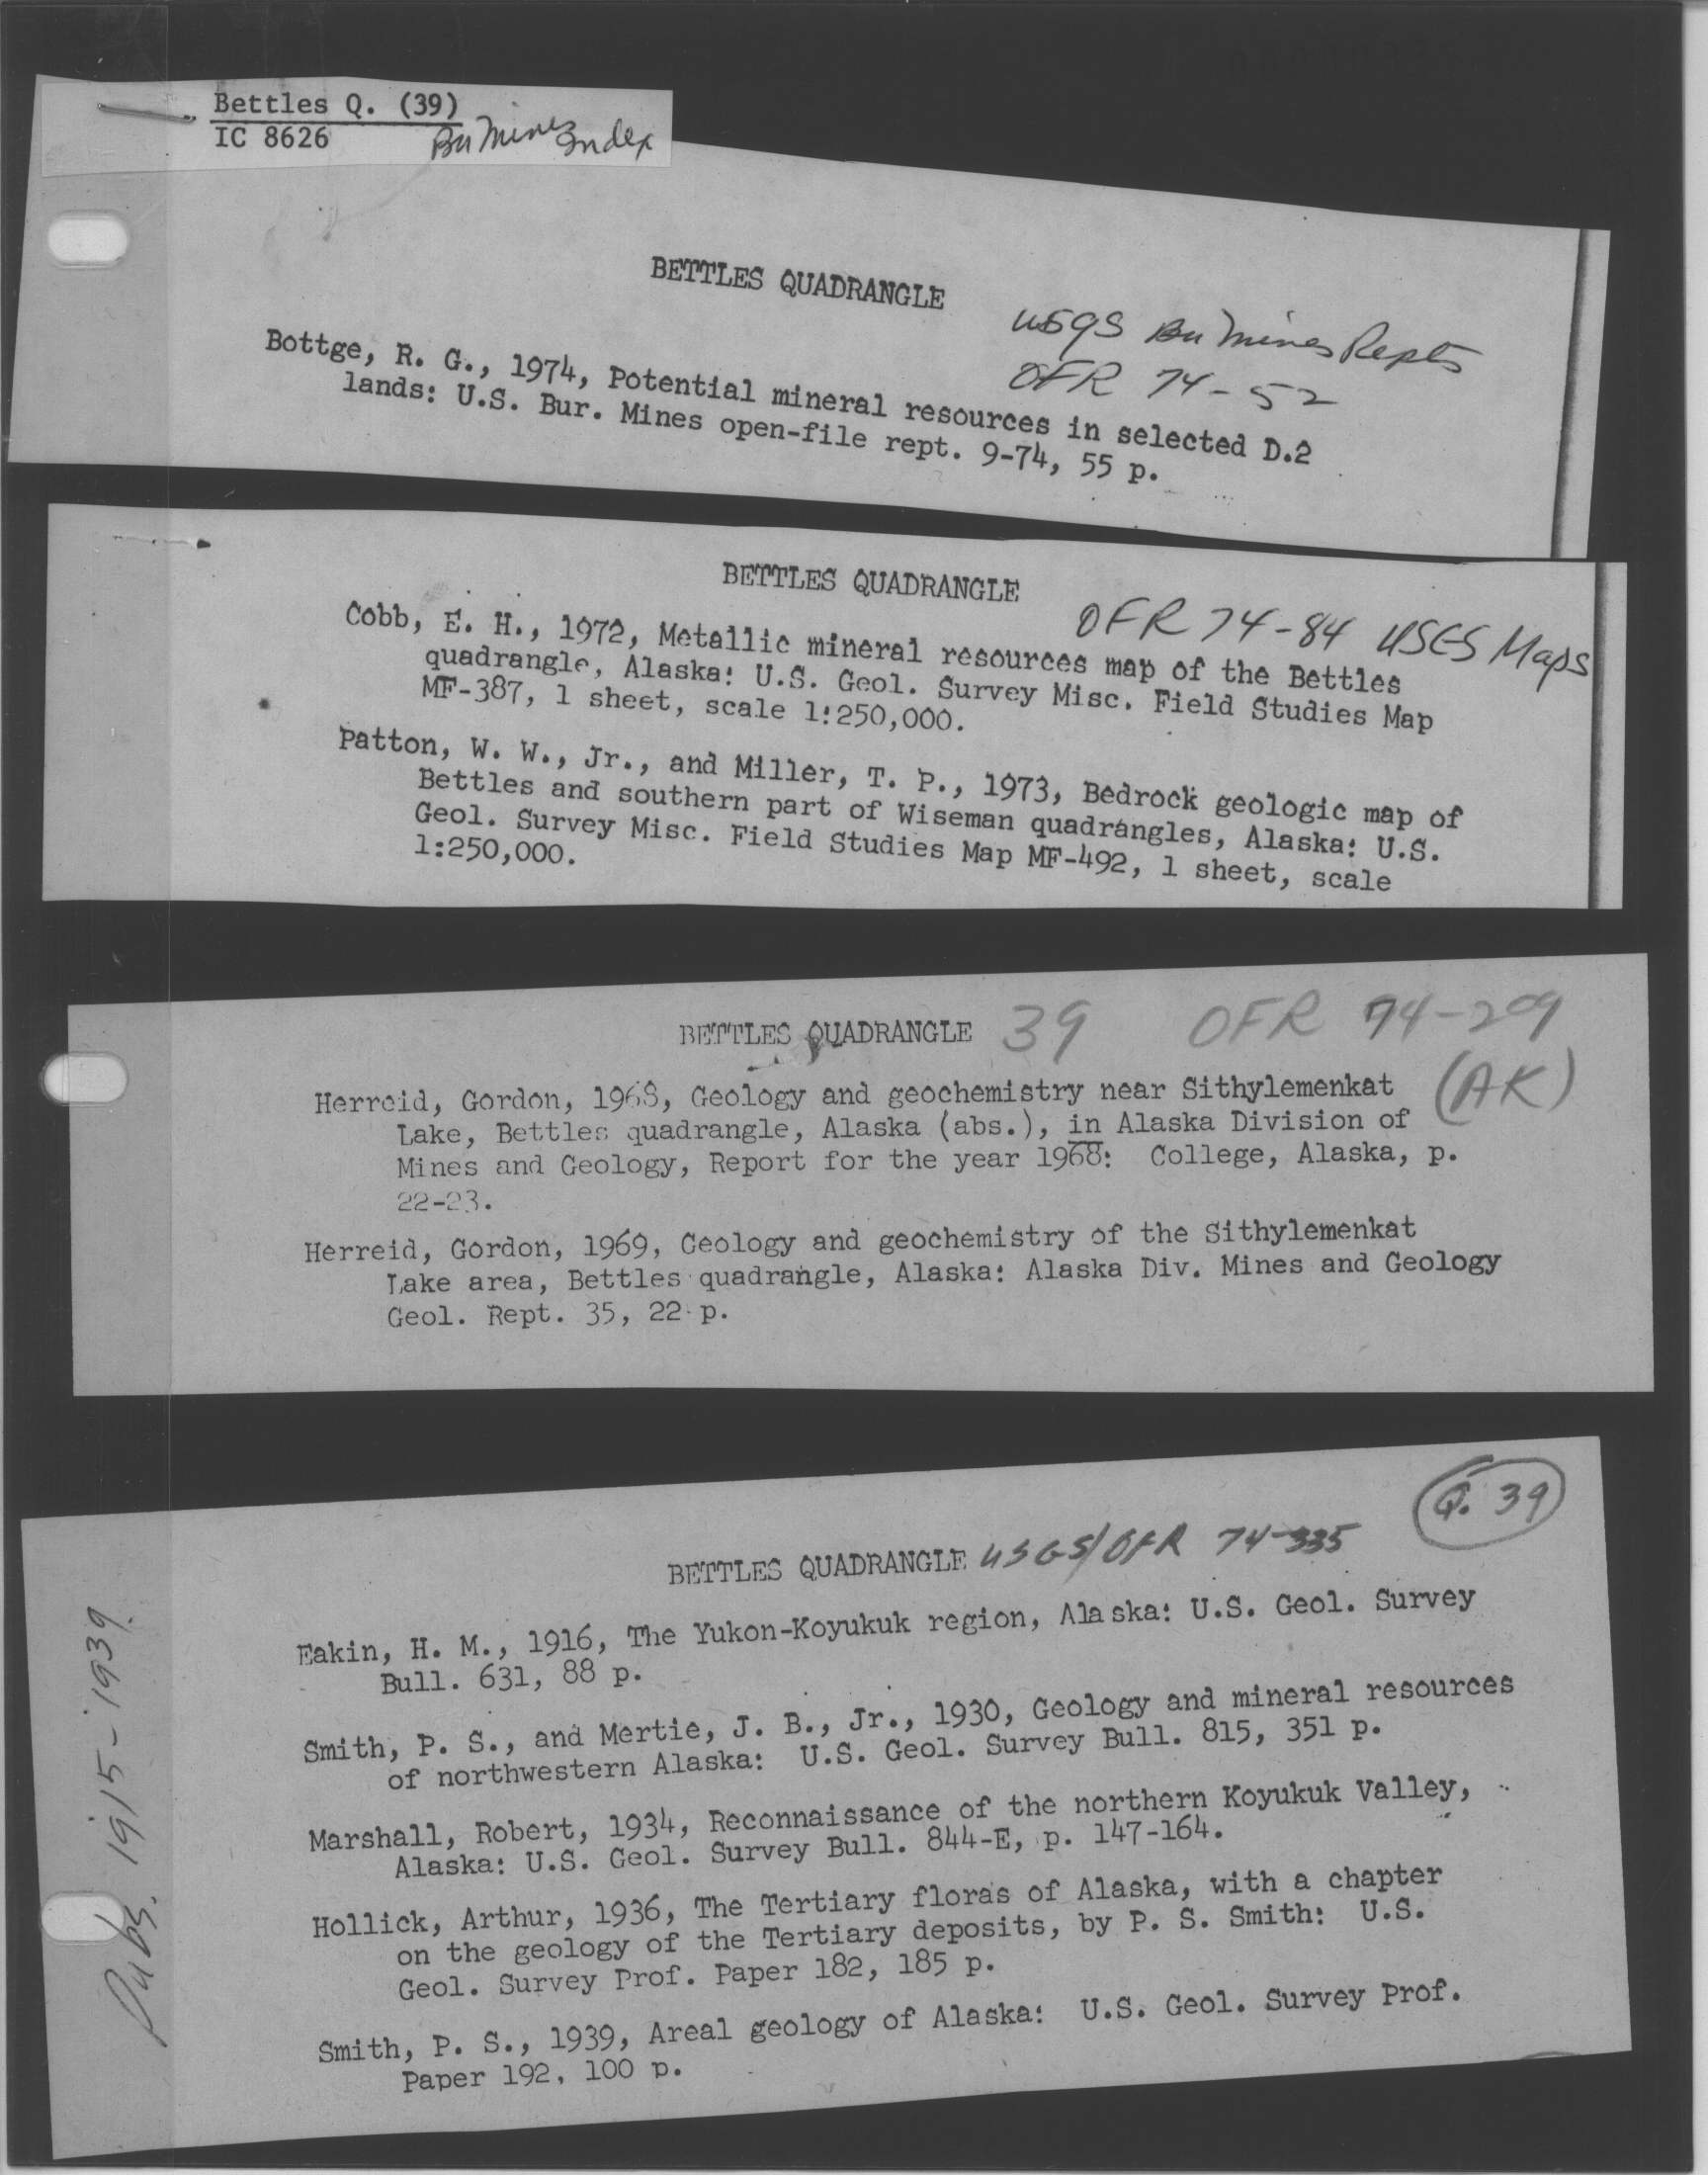 Bettles Q. (39)
IC 8626 Bu Mines Index
BETTLES QUADRANGLE
USGS Bu Mines Repts
OFR 74-52
Bottge, R. G., 1974, Potential mineral resources in selected D.2
lands: U.S. Bur. Mines open-file rept. 9-74, 55 p.
BETTLES QUADRANGLE
OFR 74-84 USGS Maps
Cobb, E. H., 1972, Metallic mineral resources map of the Bettles
quadrangle, Alaska: U.S. Geol. Survey Misc. Field Studies Map
MF-387, 1 sheet, scale 1:250,000.
Patton, W. W., Jr., and Miller, T. P., 1973, Bedrock geologic map of
Bettles and southern part of Wiseman quadrangles, Alaska: U.S.
Geol. Survey Misc. Field Studies Map MF-492, 1 sheet, scale
1:250,000.
BETTLES QUADRANGLE 39 OFR 74-209
(AK)
Herreid, Gordon, 1968, Geology and geochemistry near Sithylemenkat
Lake, Bettles quadrangle, Alaska (abs.), in Alaska Division of
Mines and Geology, Report for the year 1968: College, Alaska, p.
22-23.
Herreid, Gordon, 1969, Geology and geochemistry of the Sithylemenkat
Lake area, Bettles quadrangle, Alaska: Alaska Div. Mines and Geology
Geol. Rept. 35, 22 p.
Q. 39
BETTLES QUADRANGLE USGS/OFR 74-335
Eakin, H. M., 1916, The Yukon-Koyukuk region, Alaska: U.S. Geol. Survey
Bull. 631, 88 p.
Smith, P. S., and Mertie, J. B., Jr., 1930, Geology and mineral resources
of northwestern Alaska: U.S. Geol. Survey Bull. 815, 351 p.
Marshall, Robert, 1934, Reconnaissance of the northern Koyukuk Valley,
Alaska: U.S. Geol. Survey Bull. 844-E, p. 147-164.
Hollick, Arthur, 1936, The Tertiary floras of Alaska, with a chapter
on the geology of the Tertiary deposits, by P. S. Smith: U.S.
Geol. Survey Prof. Paper 182, 185 p.
Smith, P. S., 1939, Areal geology of Alaska: U.S. Geol. Survey Prof.
Paper 192, 100 p.
Pubs. 1915-1939